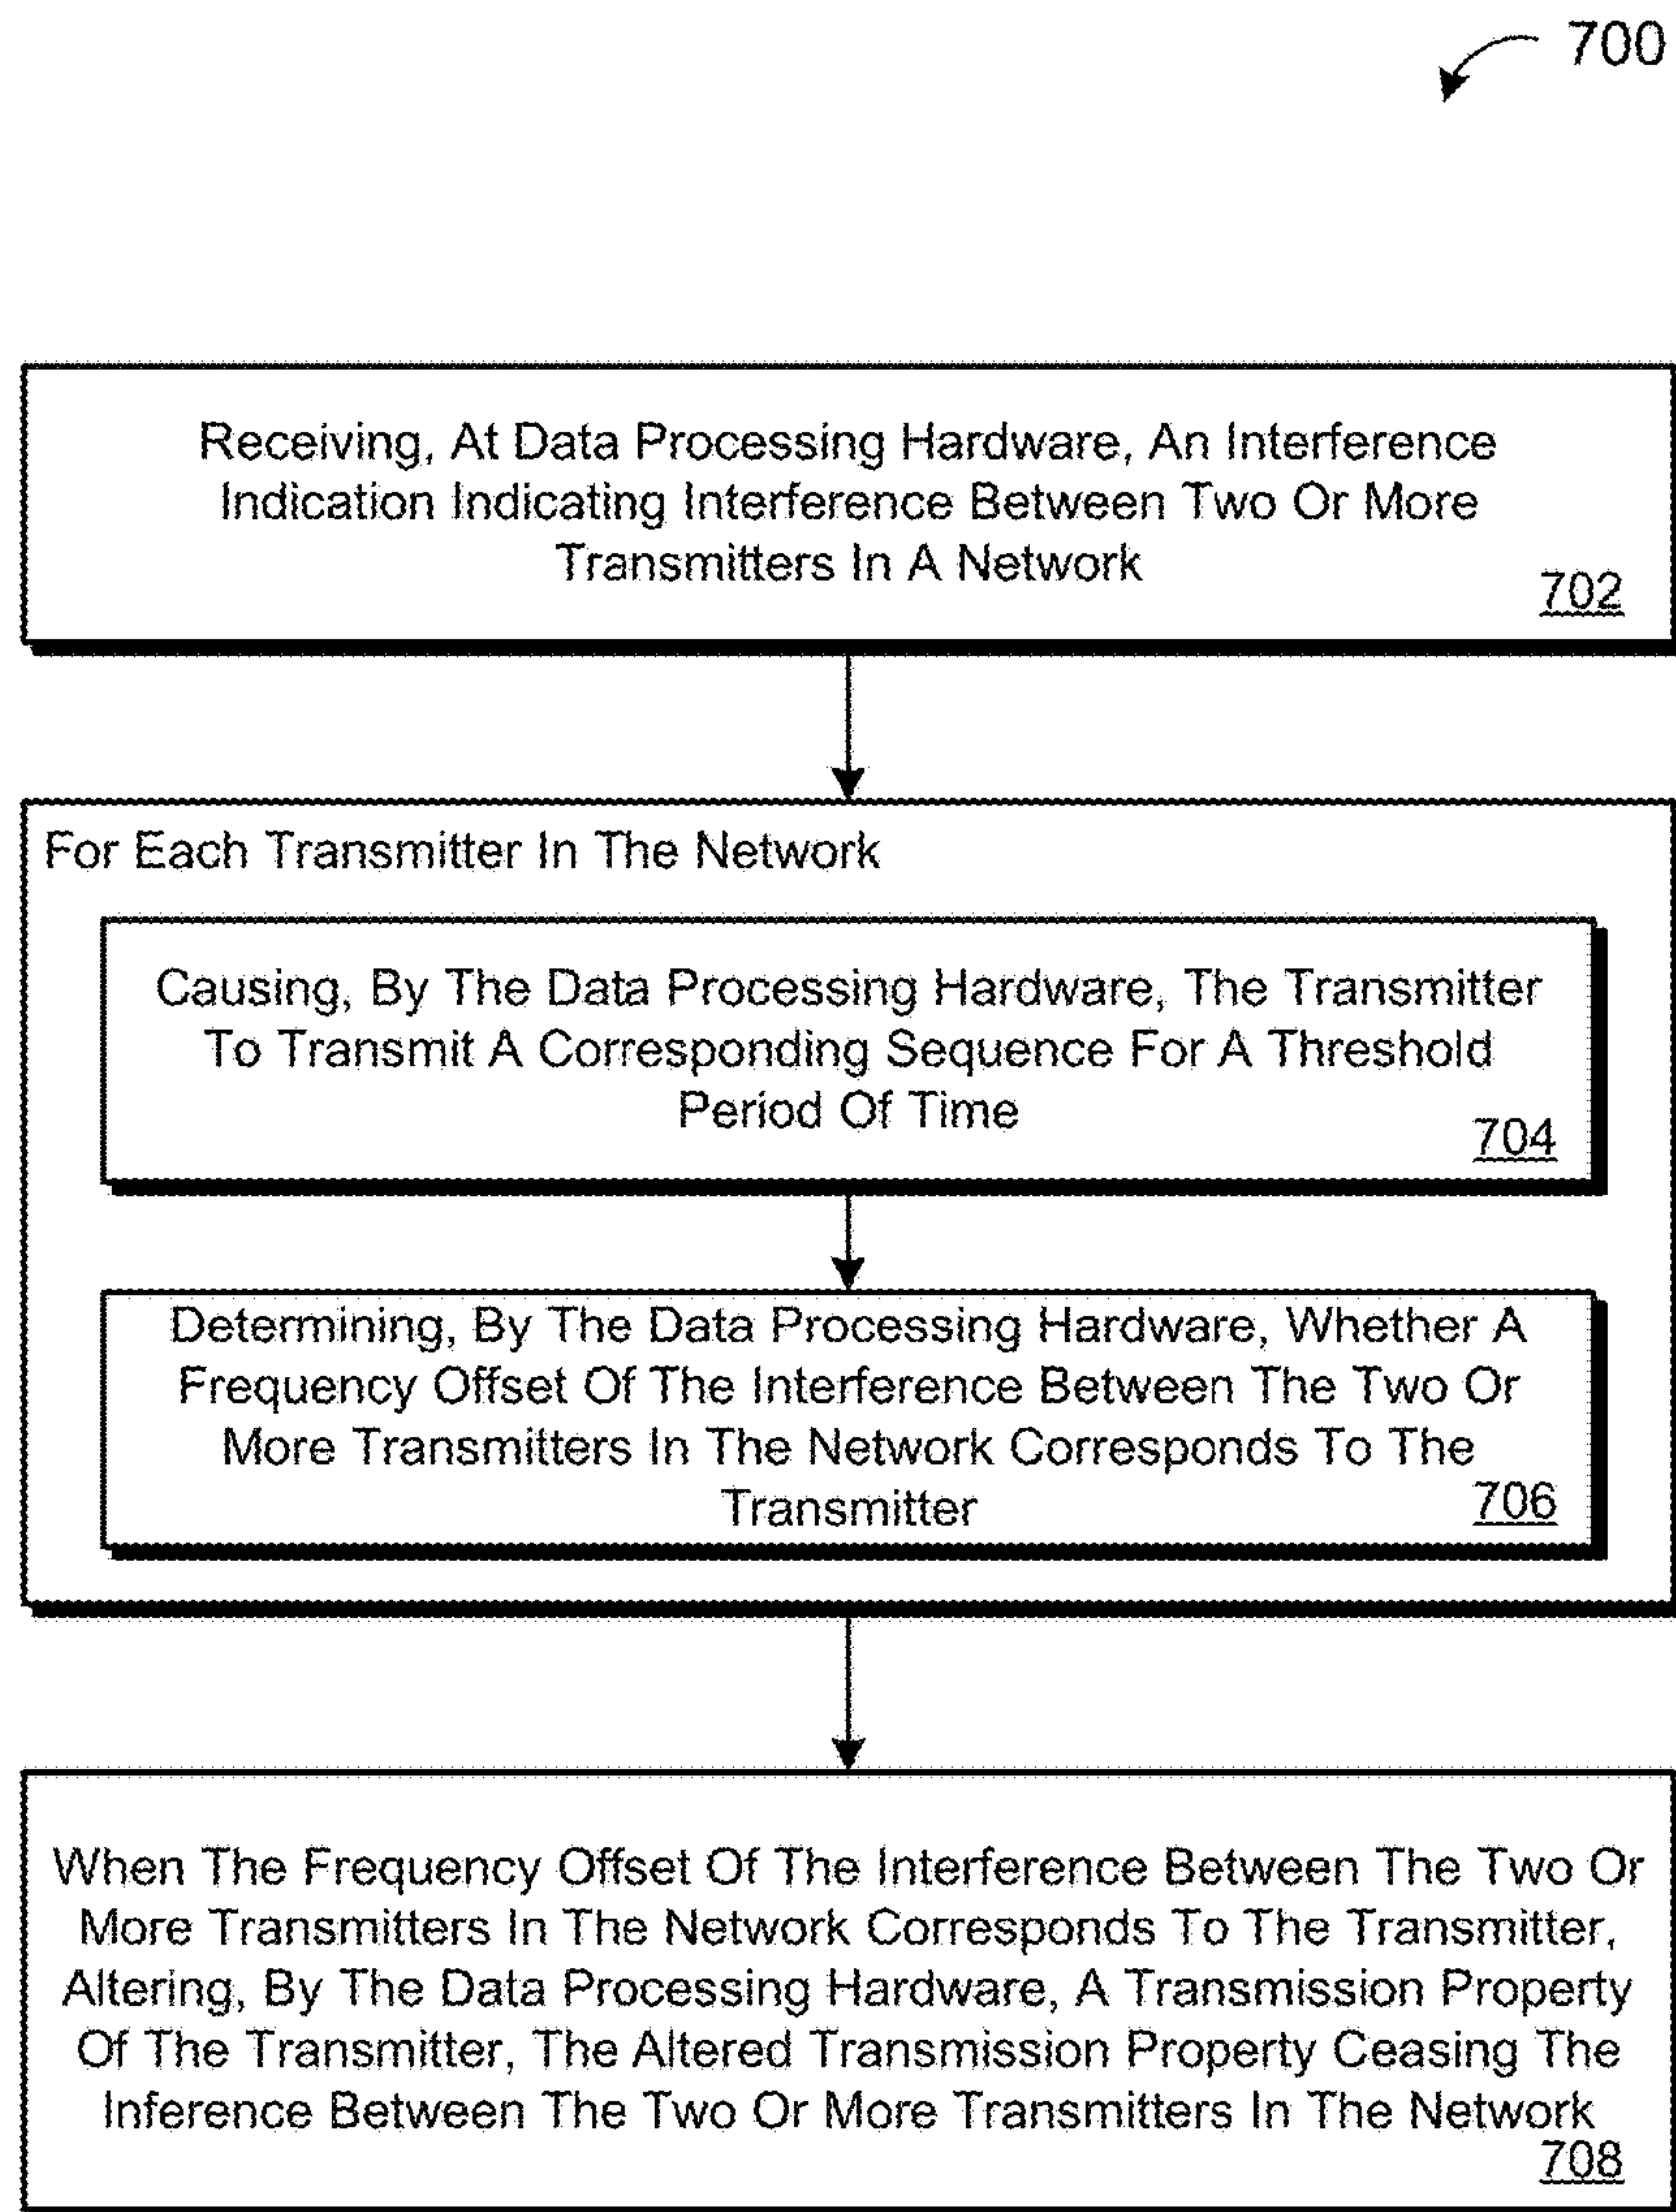 700
Receiving, At Data Processing Hardware, An Interference
Indication Indicating Interference Between Two Or More
Transmitters In A Network
702
For Each Transmitter In The Network
Causing, By The Data Processing Hardware, The Transmitter
To Transmit A Corresponding Sequence For A Threshold
Period Of Time
704
Determining, By The Data Processing Hardware, Whether A
Frequency Offset Of The Interference Between The Two Or
More Transmitters In The Network Corresponds To The
Transmitter
706
When The Frequency Offset Of The Interference Between The Two Or
More Transmitters In The Network Corresponds To The Transmitter,
Altering, By The Data Processing Hardware, A Transmission Property
Of The Transmitter, The Altered Transmission Property Ceasing The
Inference Between The Two Or More Transmitters In The Network
708